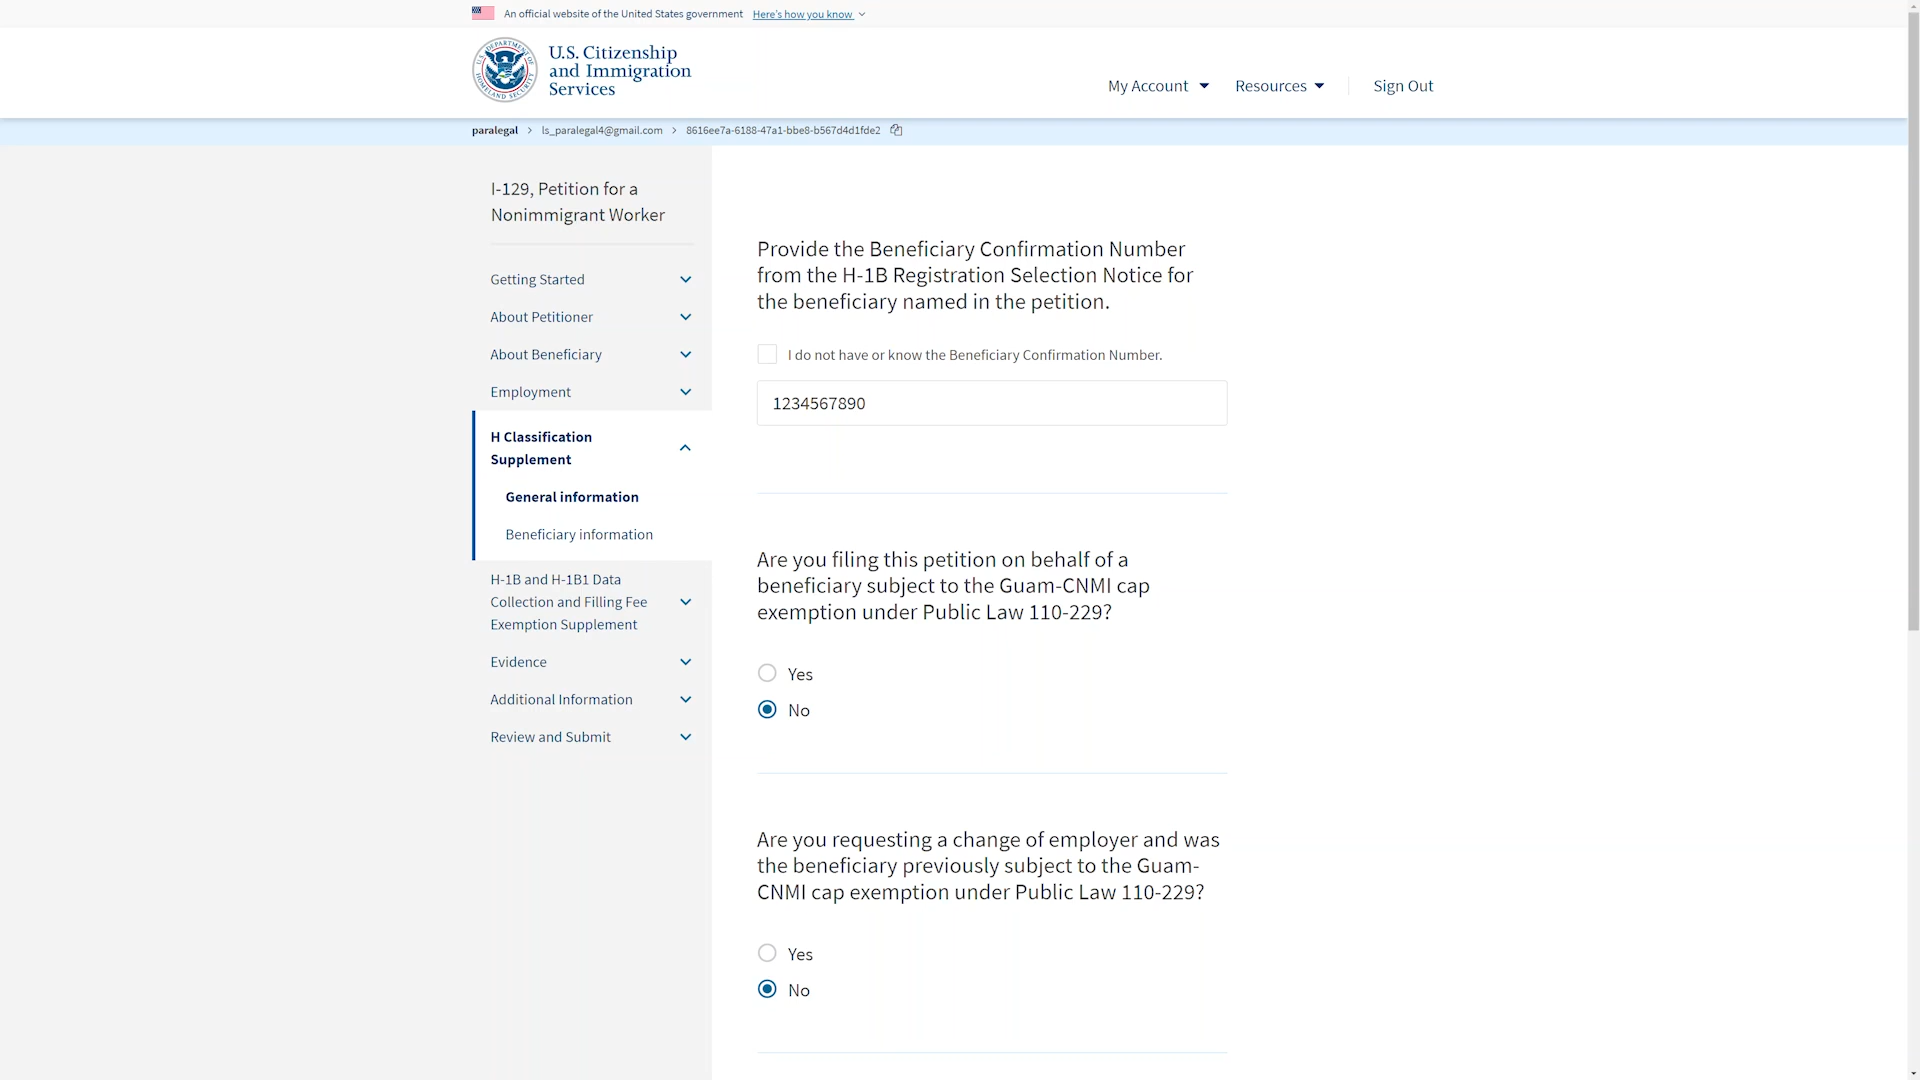 An official website of the United States government Here's how you know
U.S. Citizenship
and Immigration
Services
My Account Resources Sign Out
paralegal > ls_paralegal4@gmail.com > 8616ee7a-6188-47a1-bbe8-b567d4d1fde2
I-129, Petition for a
Nonimmigrant Worker
Getting Started
About Petitioner
About Beneficiary
Employment
H Classification
Supplement
General information
Beneficiary information
H-1B and H-1B1 Data
Collection and Filling Fee
Exemption Supplement
Evidence
Additional Information
Review and Submit
Provide the Beneficiary Confirmation Number
from the H-1B Registration Selection Notice for
the beneficiary named in the petition.
I do not have or know the Beneficiary Confirmation Number.
1234567890
Are you filing this petition on behalf of a
beneficiary subject to the Guam-CNMI cap
exemption under Public Law 110-229?
Yes
No
Are you requesting a change of employer and was
the beneficiary previously subject to the Guam-
CNMI cap exemption under Public Law 110-229?
Yes
No